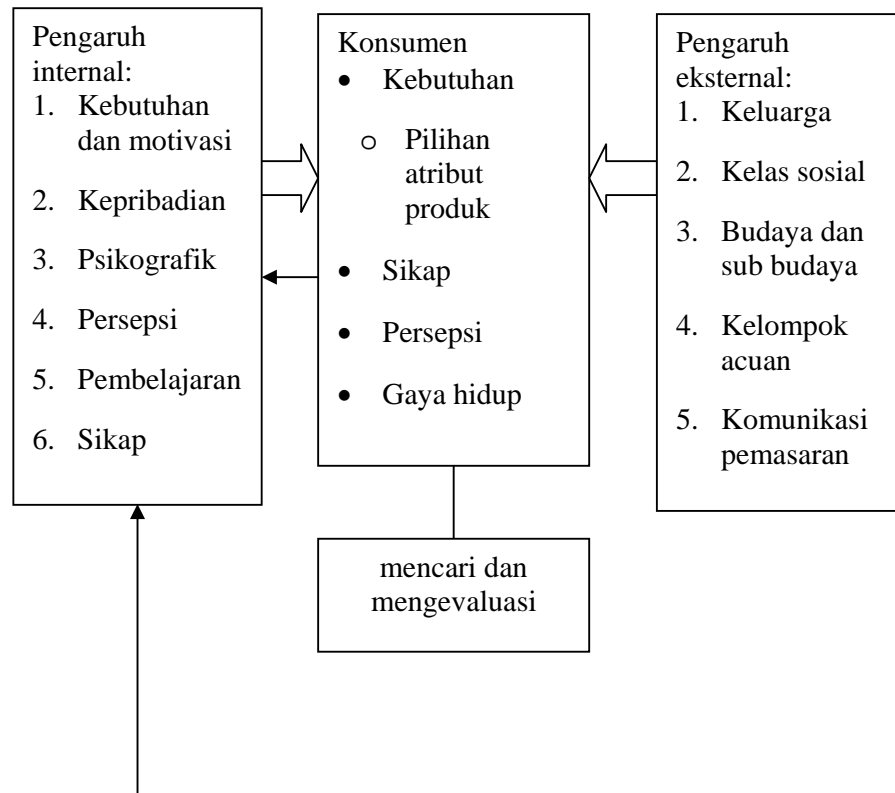 Pengaruh
internal:
1. Kebutuhan
dan motivasi
2. Kepribadian
3. Psikografik
4. Persepsi
5. Pembelajaran
6. Sikap
Konsumen
• Kebutuhan
o Pilihan
atribut
produk
• Sikap
• Persepsi
• Gaya hidup
Pengaruh
eksternal:
1. Keluarga
2. Kelas sosial
3. Budaya dan
sub budaya
4. Kelompok
acuan
5. Komunikasi
pemasaran
mencari dan
mengevaluasi